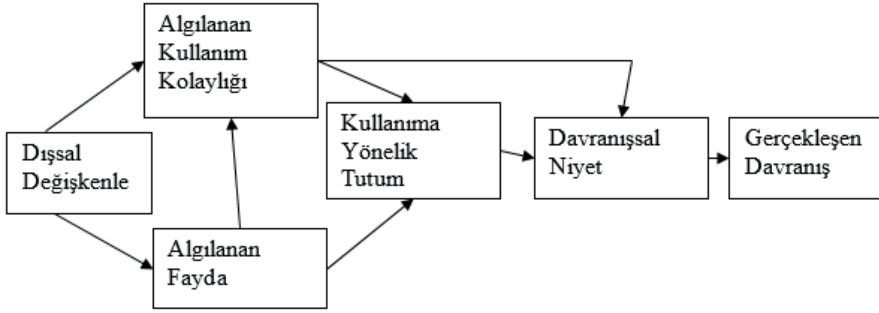 Algılanan
Kullanım
Kolaylığı
Dışsal
Değişkenle
Algılanan
Fayda
Kullanıma
Yönelik
Tutum
Davranışsal
Niyet
Gerçekleşen
Davranış